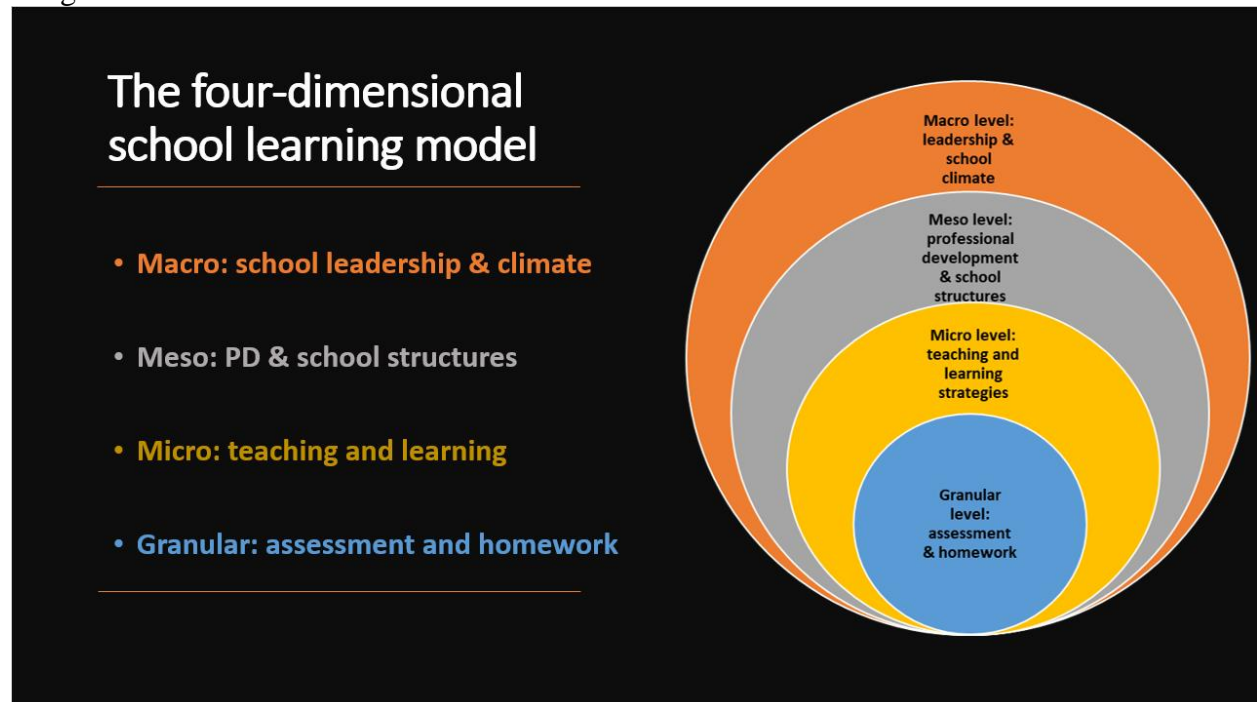 The four-dimensional
school learning model
• Macro: school leadership & climate
• Meso: PD & school structures
• Micro: teaching and learning
• Granular: assessment and homework
Macro level:
leadership &
school
climate
Meso level:
professional
development
& school
structures
Micro level:
teaching and
learning
strategies
Granular
level:
assessment
& homework